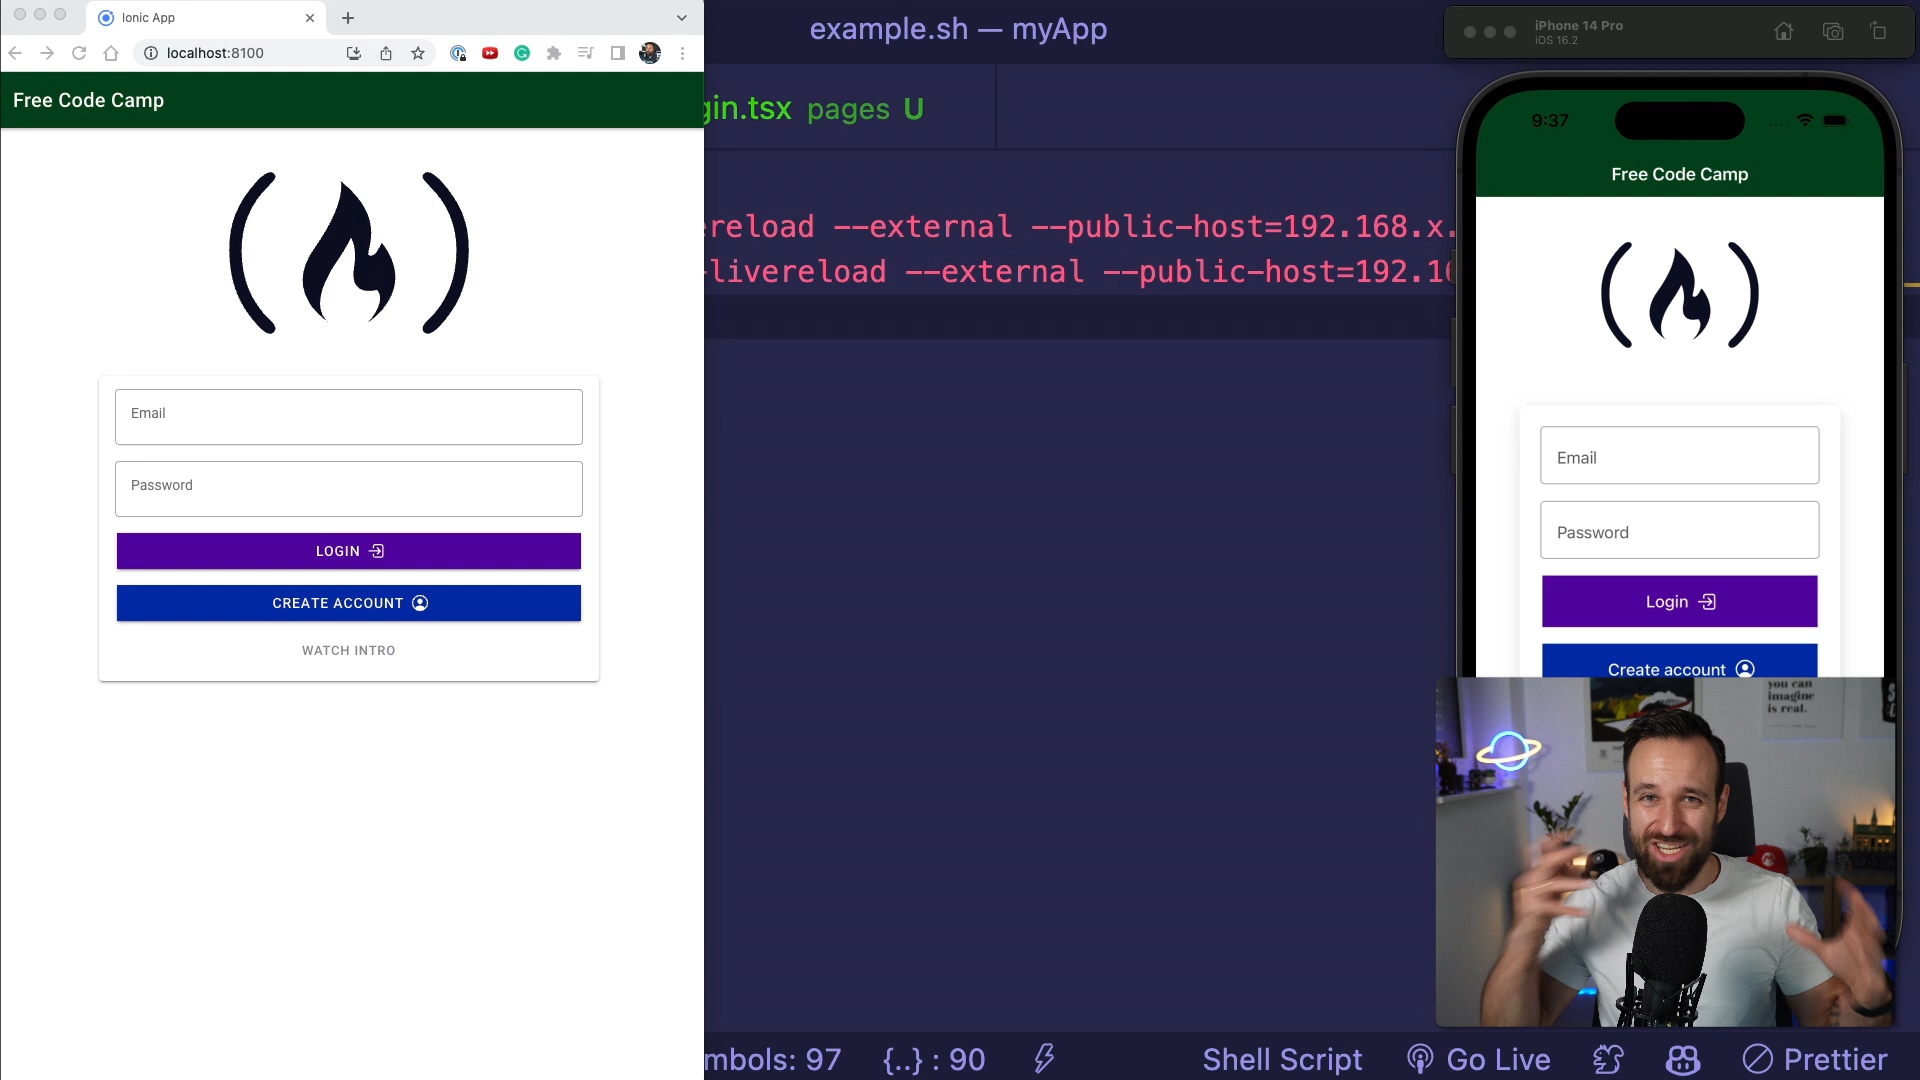 Ionic App
localhost:8100
Free Code Camp
Email
Password
LOGIN
CREATE ACCOUNT
WATCH INTRO
example.sh — myApp
gin.tsx pages U
reload --external --public-host=192.168.x.
-livereload --external --public-host=192.16
mbols: 97 {..} : 90 Shell Script Go Live Prettier
iPhone 14 Pro
iOS 16.2
9:37
Free Code Camp
Email
Password
Login
Create account
you can
imagine
is real.